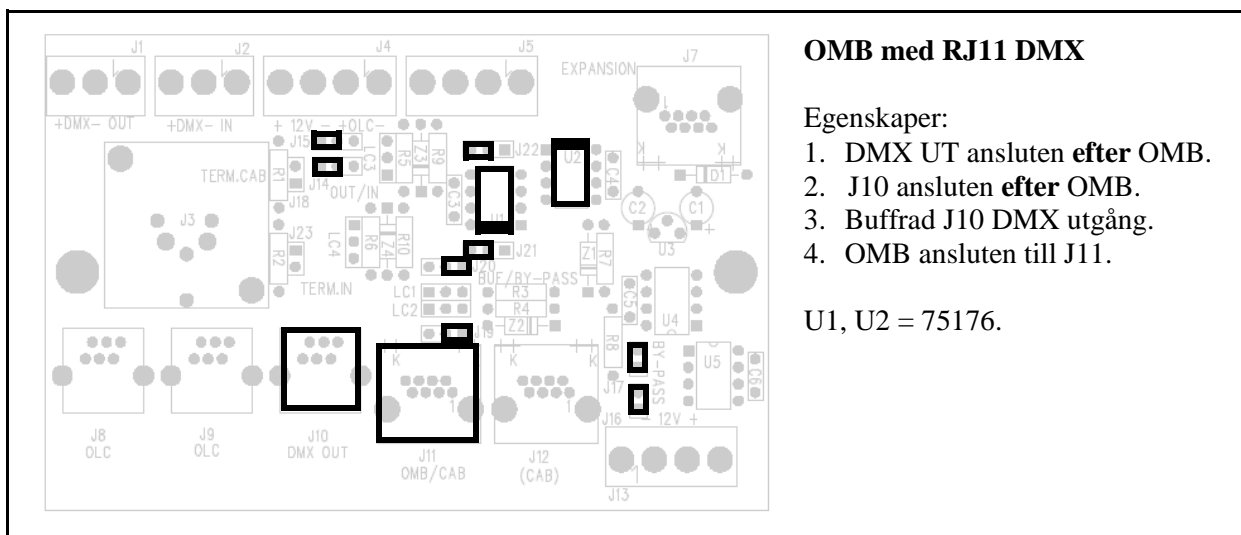 J1 J2 J4 J5 J7
EXPANSION
OMB med RJ11 DMX
+DMX- OUT +DMX- IN + 12V - +OLC-
Egenskaper:
1. DMX UT ansluten efter OMB.
2. J10 ansluten efter OMB.
3. Buffrad J10 DMX utgång.
4. OMB ansluten till J11.
U1, U2 = 75176.
J15 LC3 R5 Z3 R9 J22 U2 C4 K K
TERM.CAB R1 J14 D1
OUT/IN C3
J18 C2 C1 +
J3 U1
J23 LC4 R6 Z4 R10 U3
R2 J21 Z1 R7
J20
BUF/BY-PASS
TERM.IN LC1 R3 C5
LC2 R4 U4
Z2
J19 R8 BY-PASS
K K K K U5 C6
J17
1 1
J16 12V +
J8 J9 J10
OLC OLC DMX OUT
J11 J12
OMB/CAB (CAB)
1
J13